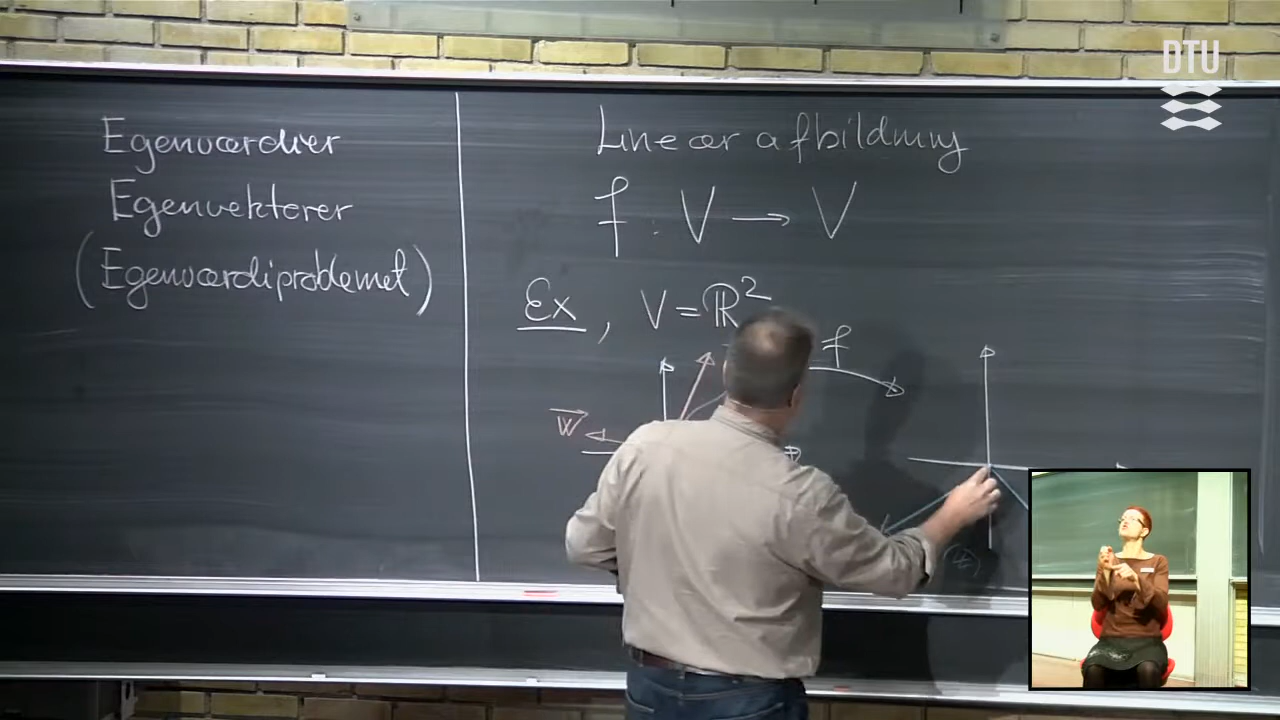 DTU
Egenværdier
Egenvektorer
(Egenværdiproblemet)
Lineær afbildning
f : V → V
Ex, V = ℝ²
f
w